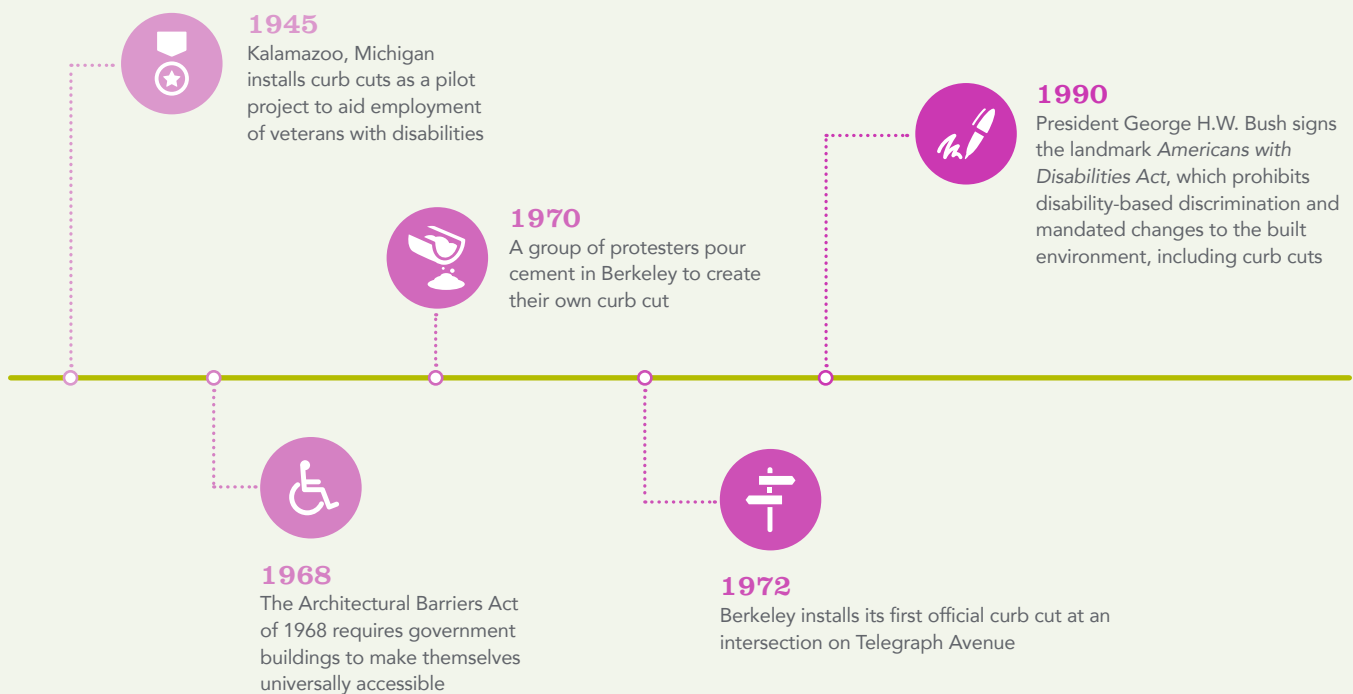 1945
Kalamazoo, Michigan
installs curb cuts as a pilot
project to aid employment
of veterans with disabilities
1968
The Architectural Barriers Act
of 1968 requires government
buildings to make themselves
universally accessible
1970
A group of protesters pour
cement in Berkeley to create
their own curb cut
1972
Berkeley installs its first official curb cut at an
intersection on Telegraph Avenue
1990
President George H.W. Bush signs
the landmark Americans with
Disabilities Act, which prohibits
disability-based discrimination and
mandated changes to the built
environment, including curb cuts